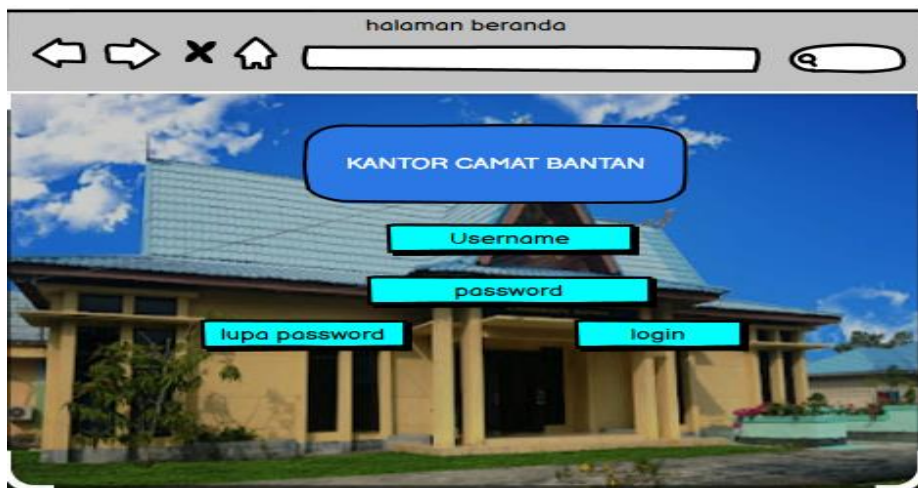 halaman beranda
KANTOR CAMAT BANTAN
Username
password
lupa password
login